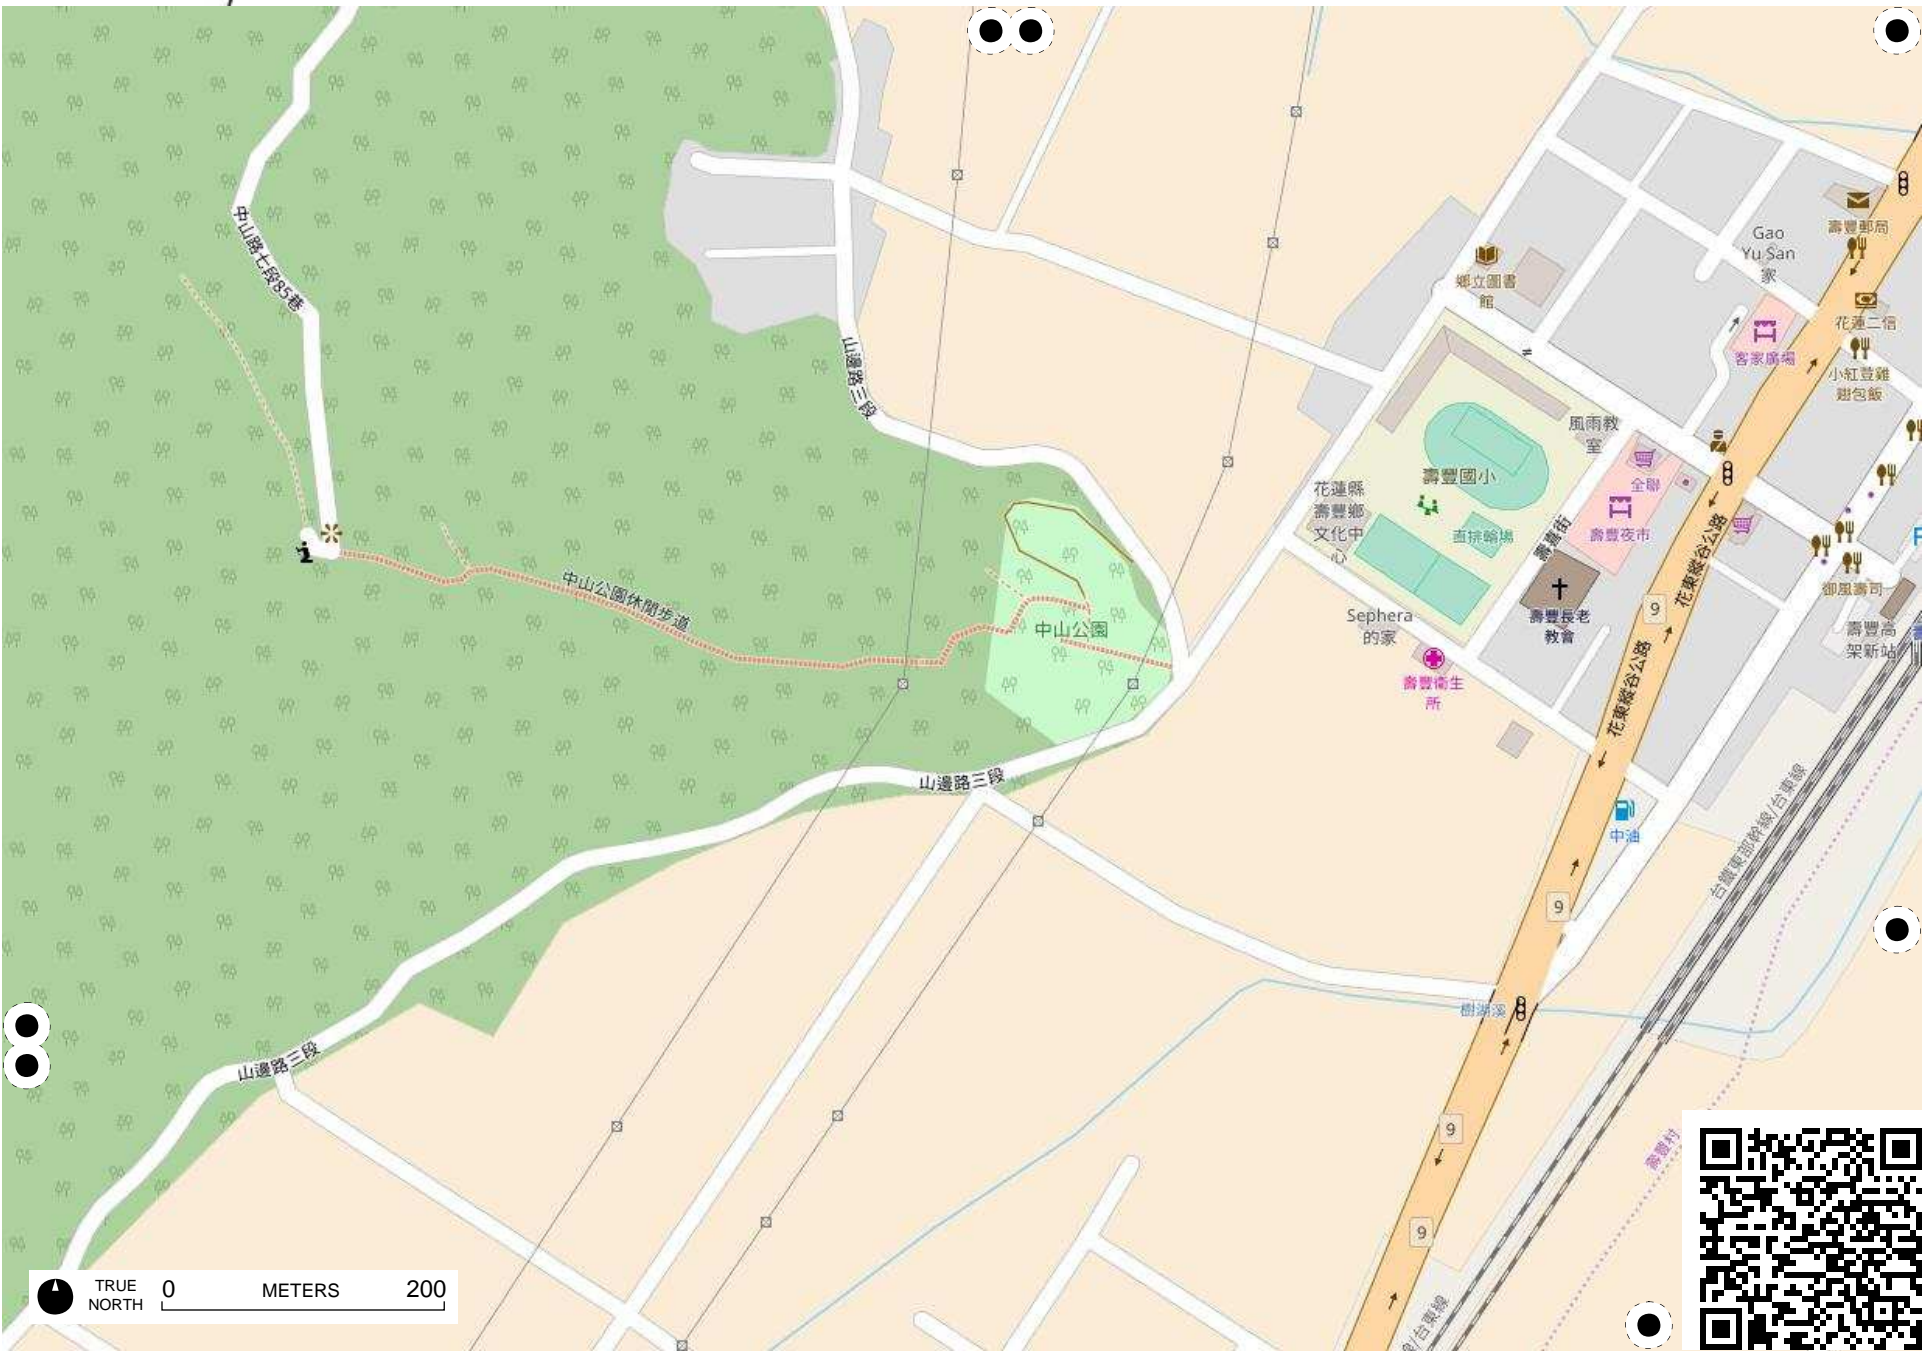 中山路七段85巷
山邊路三段
鄉立圖書
館
Gao
Yu San
家
壽豐郵局
花蓮二信
客家廣場
小紅荳雞
翅包飯
風雨教
室
壽豐國小
全聯
花蓮縣
壽豐鄉
文化中
心
直排輪場
壽喜街
壽豐夜市
花東縱谷公路
中山公園休閒步道
中山公園
Sephera
的家
壽豐長老
教會
9
御風壽司
壽豐高
架新站
壽豐衛生
所
花東縱谷公路
山邊路三段
中油
台鐵東部幹線/台東線
9
樹湖溪
山邊路三段
9
壽豐村
9
線/台東線
TRUE
NORTH
0 METERS 200